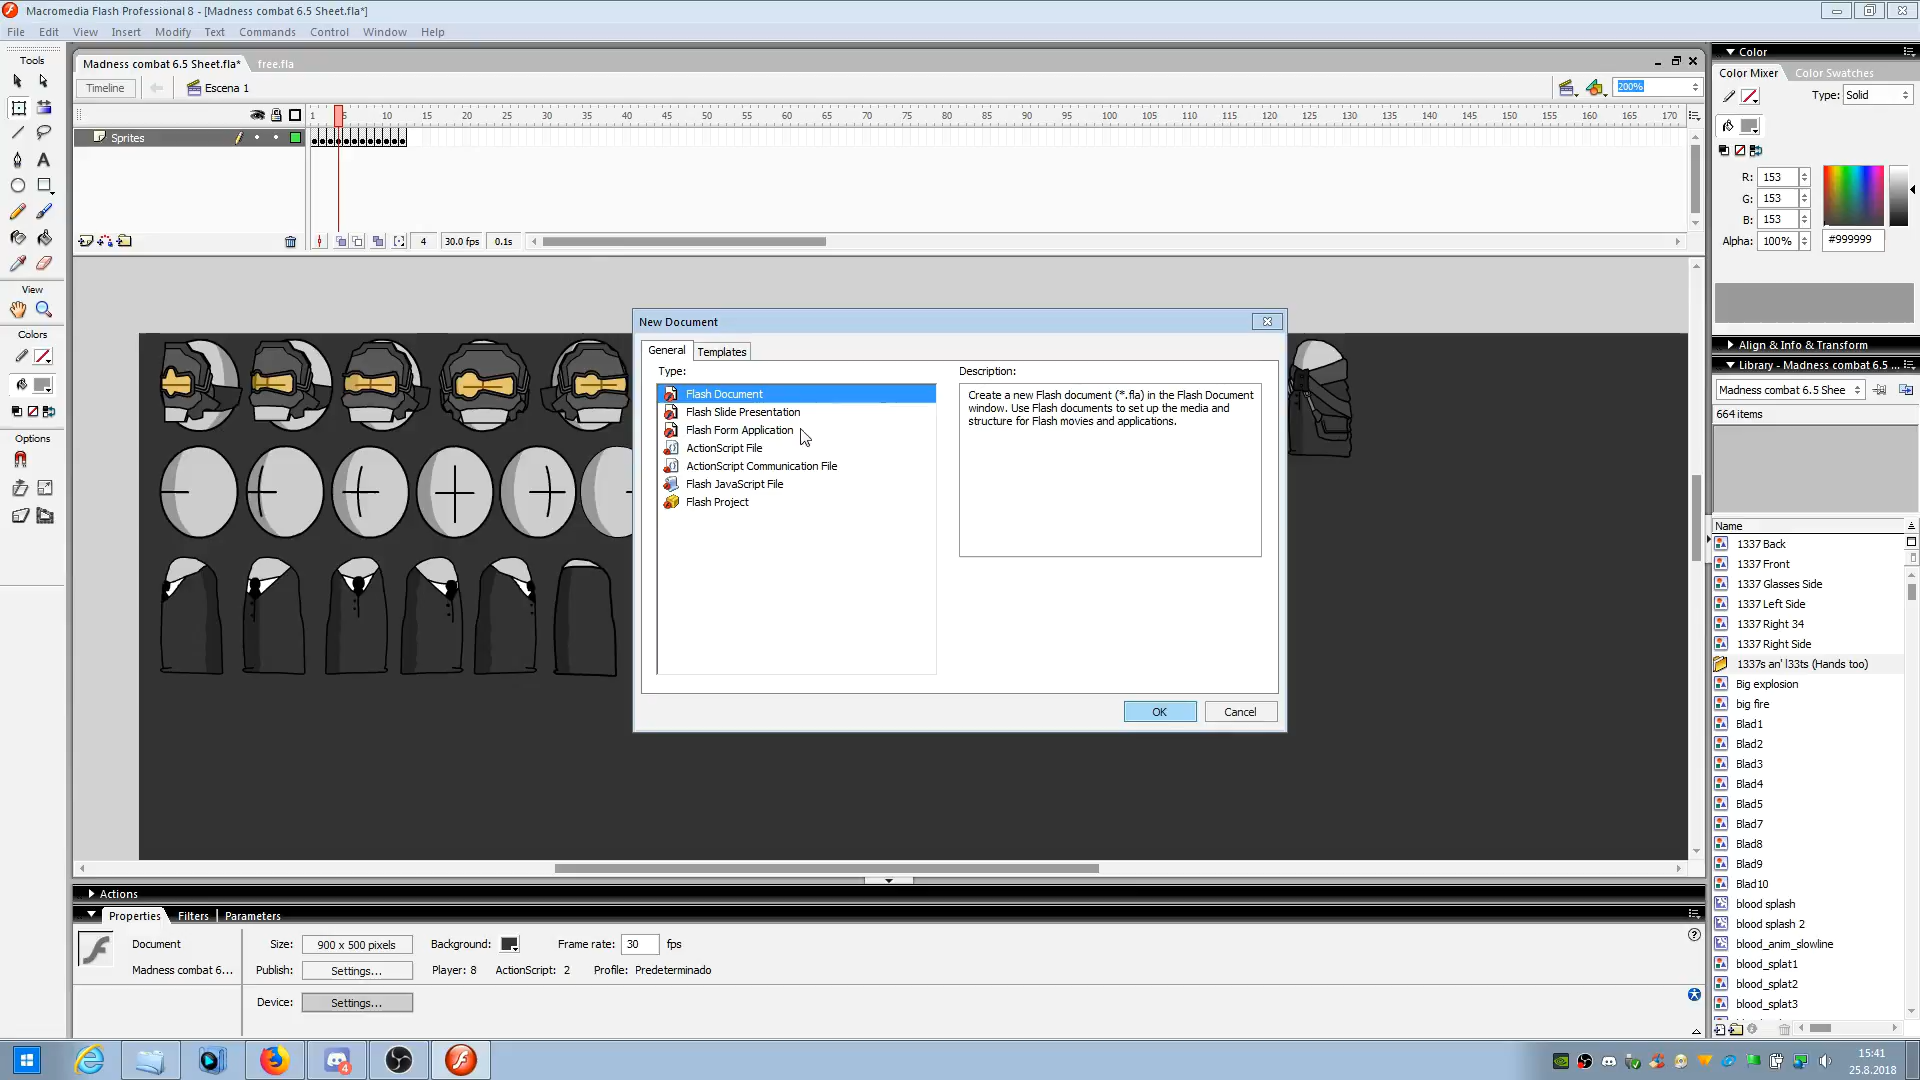 Macromedia Flash Professional 8 - [Madness combat 6.5 Sheet.fla*]
File Edit View Insert Modify Text Commands Control Window Help
Tools
Madness combat 6.5 Sheet.fla* free.fla
Timeline Escena 1 200%
1 5 10 15 20 25 30 35 40 45 50 55 60 65 70 75 80 85 90 95 100 105 110 115 120 125 130 135 140 145 150 155 160 165 170
Sprites
4 30.0 fps 0.1s
View
Colors
Options
Color
Color Mixer Color Swatches
Type: Solid
R: 153
G: 153
B: 153
Alpha: 100% #999999
Align & Info & Transform
Library - Madness combat 6.5 ...
Madness combat 6.5 Shee
664 items
Name
1337 Back
1337 Front
1337 Glasses Side
1337 Left Side
1337 Right 34
1337 Right Side
1337s an' l33ts (Hands too)
Big explosion
big fire
Blad1
Blad2
Blad3
Blad4
Blad5
Blad7
Blad8
Blad9
Blad10
blood splash
blood splash 2
blood_anim_slowline
blood_splat1
blood_splat2
blood_splat3
New Document
General Templates
Type:
Flash Document
Flash Slide Presentation
Flash Form Application
ActionScript File
ActionScript Communication File
Flash JavaScript File
Flash Project
Description:
Create a new Flash document (*.fla) in the Flash Document
window. Use Flash documents to set up the media and
structure for Flash movies and applications.
OK Cancel
Actions
Properties Filters Parameters
Document
Madness combat 6...
Size: 900 x 500 pixels Background: Frame rate: 30 fps
Publish: Settings... Player: 8 ActionScript: 2 Profile: Predeterminado
Device: Settings...
4
15:41
25.8.2018